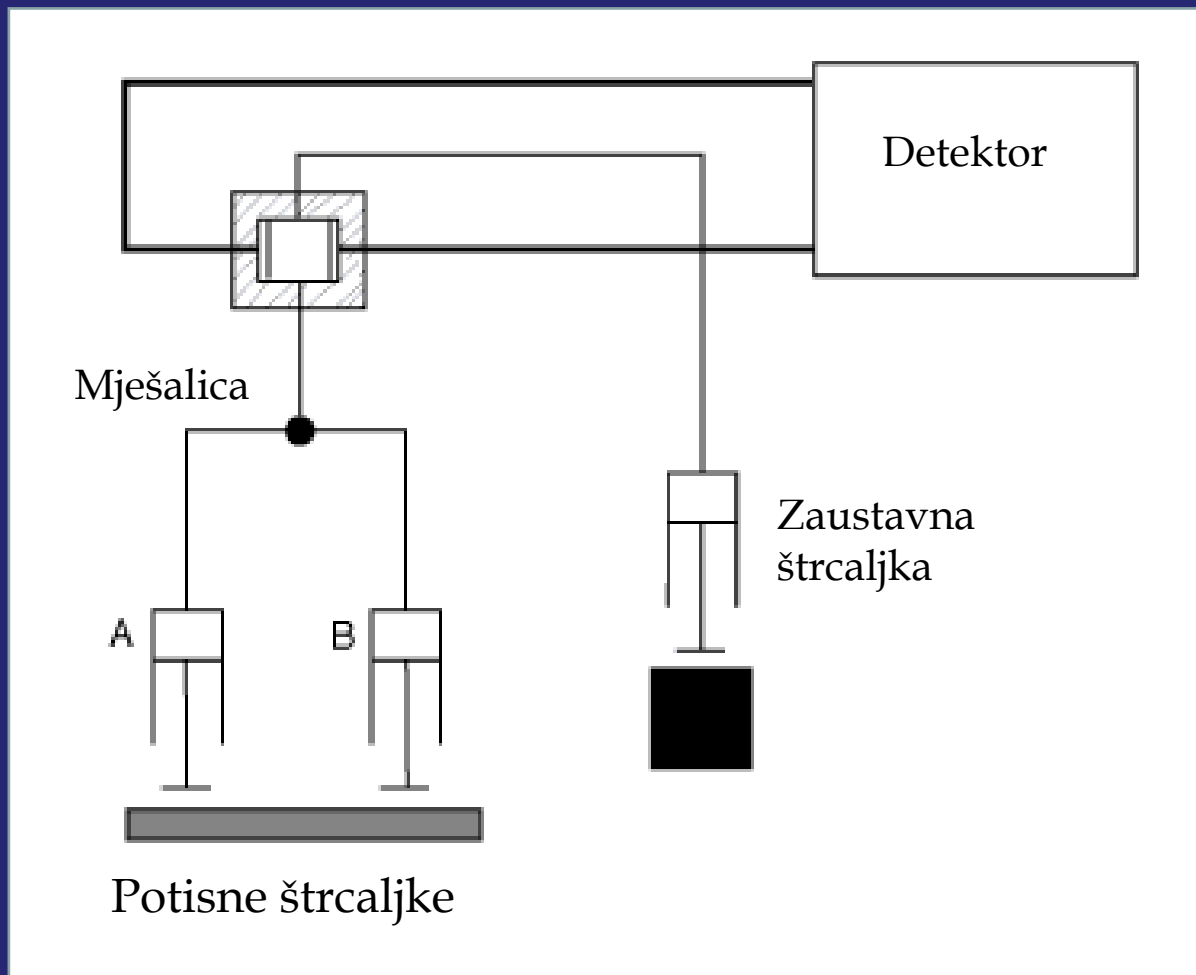 Detektor
Mješalica
Zaustavna
štrcaljka
A
B
Potisne štrcaljke